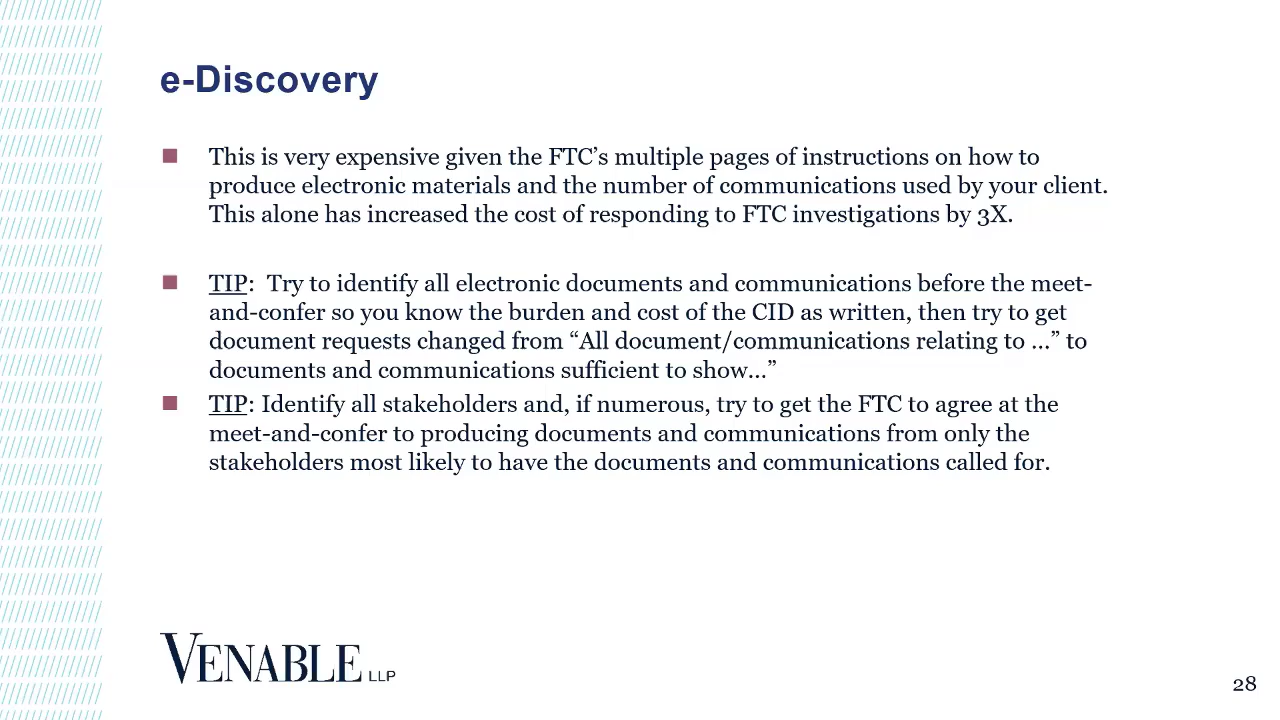 e-Discovery
This is very expensive given the FTC’s multiple pages of instructions on how to
produce electronic materials and the number of communications used by your client.
This alone has increased the cost of responding to FTC investigations by 3X.
TIP:  Try to identify all electronic documents and communications before the meet-
and-confer so you know the burden and cost of the CID as written, then try to get
document requests changed from “All document/communications relating to …” to
documents and communications sufficient to show…”
TIP: Identify all stakeholders and, if numerous, try to get the FTC to agree at the
meet-and-confer to producing documents and communications from only the
stakeholders most likely to have the documents and communications called for.
VENABLE LLP
28